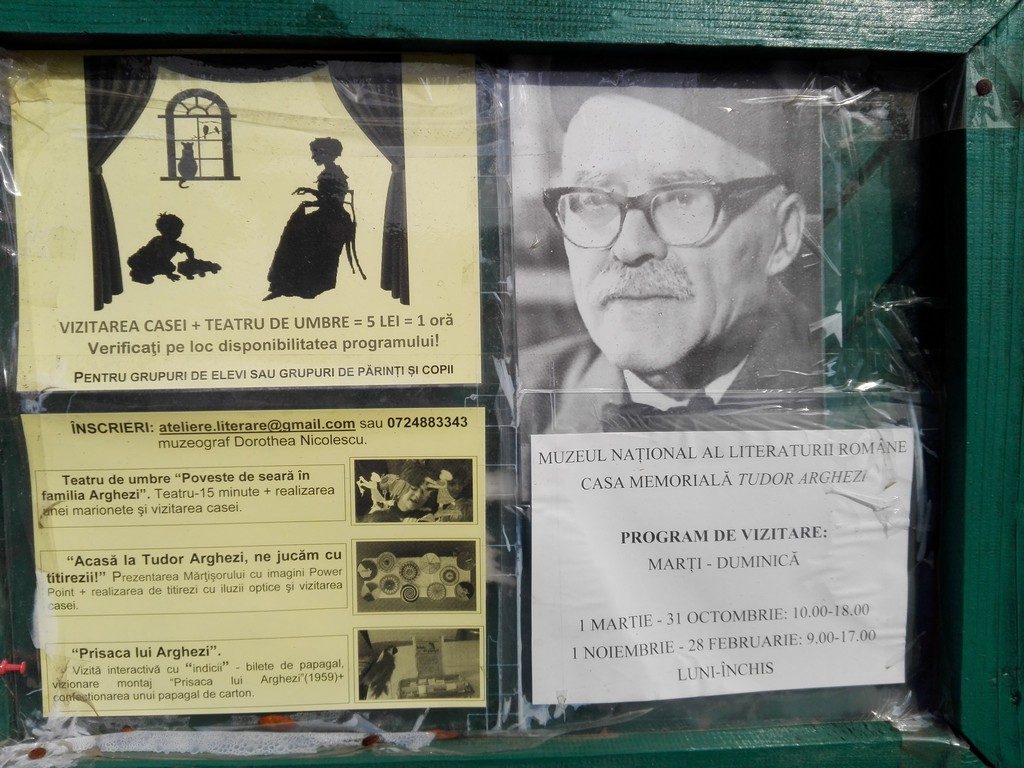 VIZITAREA CASEI + TEATRU DE UMBRE = 5 LEI = 1 oră
Verificați pe loc disponibilitatea programului!
PENTRU GRUPURI DE ELEVI SAU GRUPURI DE PĂRINȚI ȘI COPII
ÎNSCRIERI: ateliere.literare@gmail.com sau 0724883343
muzeograf Dorothea Nicolescu.
Teatru de umbre “Poveste de seară în
familia Arghezi”. Teatru-15 minute + realizarea
unei marionete şi vizitarea casei.
“Acasă la Tudor Arghezi, ne jucăm cu
titirezii!” Prezentarea Mărţişorului cu imagini Power
Point + realizarea de titirezi cu iluzii optice şi vizitarea
casei.
“Prisaca lui Arghezi”.
Vizită interactivă cu “indicii” - bilete de papagal,
vizionare montaj “Prisaca lui Arghezi”(1959)+
confecționarea unui papagal de carton.
MUZEUL NAȚIONAL AL LITERATURII ROMÂNE
CASA MEMORIALĂ TUDOR ARGHEZI
PROGRAM DE VIZITARE:
MARȚI - DUMINICĂ
1 MARTIE - 31 OCTOMBRIE: 10.00-18.00
1 NOIEMBRIE - 28 FEBRUARIE: 9.00-17.00
LUNI-ÎNCHIS